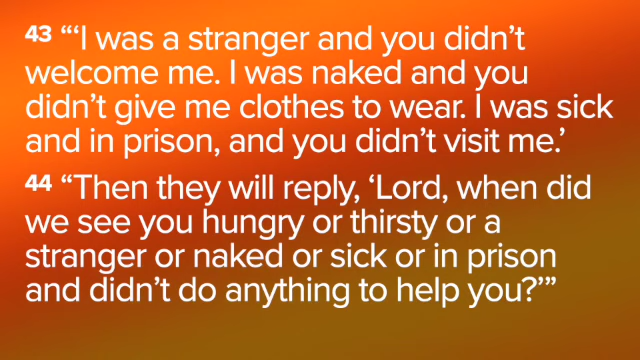 43 “‘I was a stranger and you didn’t
welcome me. I was naked and you
didn’t give me clothes to wear. I was sick
and in prison, and you didn’t visit me.’
44 “Then they will reply, ‘Lord, when did
we see you hungry or thirsty or a
stranger or naked or sick or in prison
and didn’t do anything to help you?’”